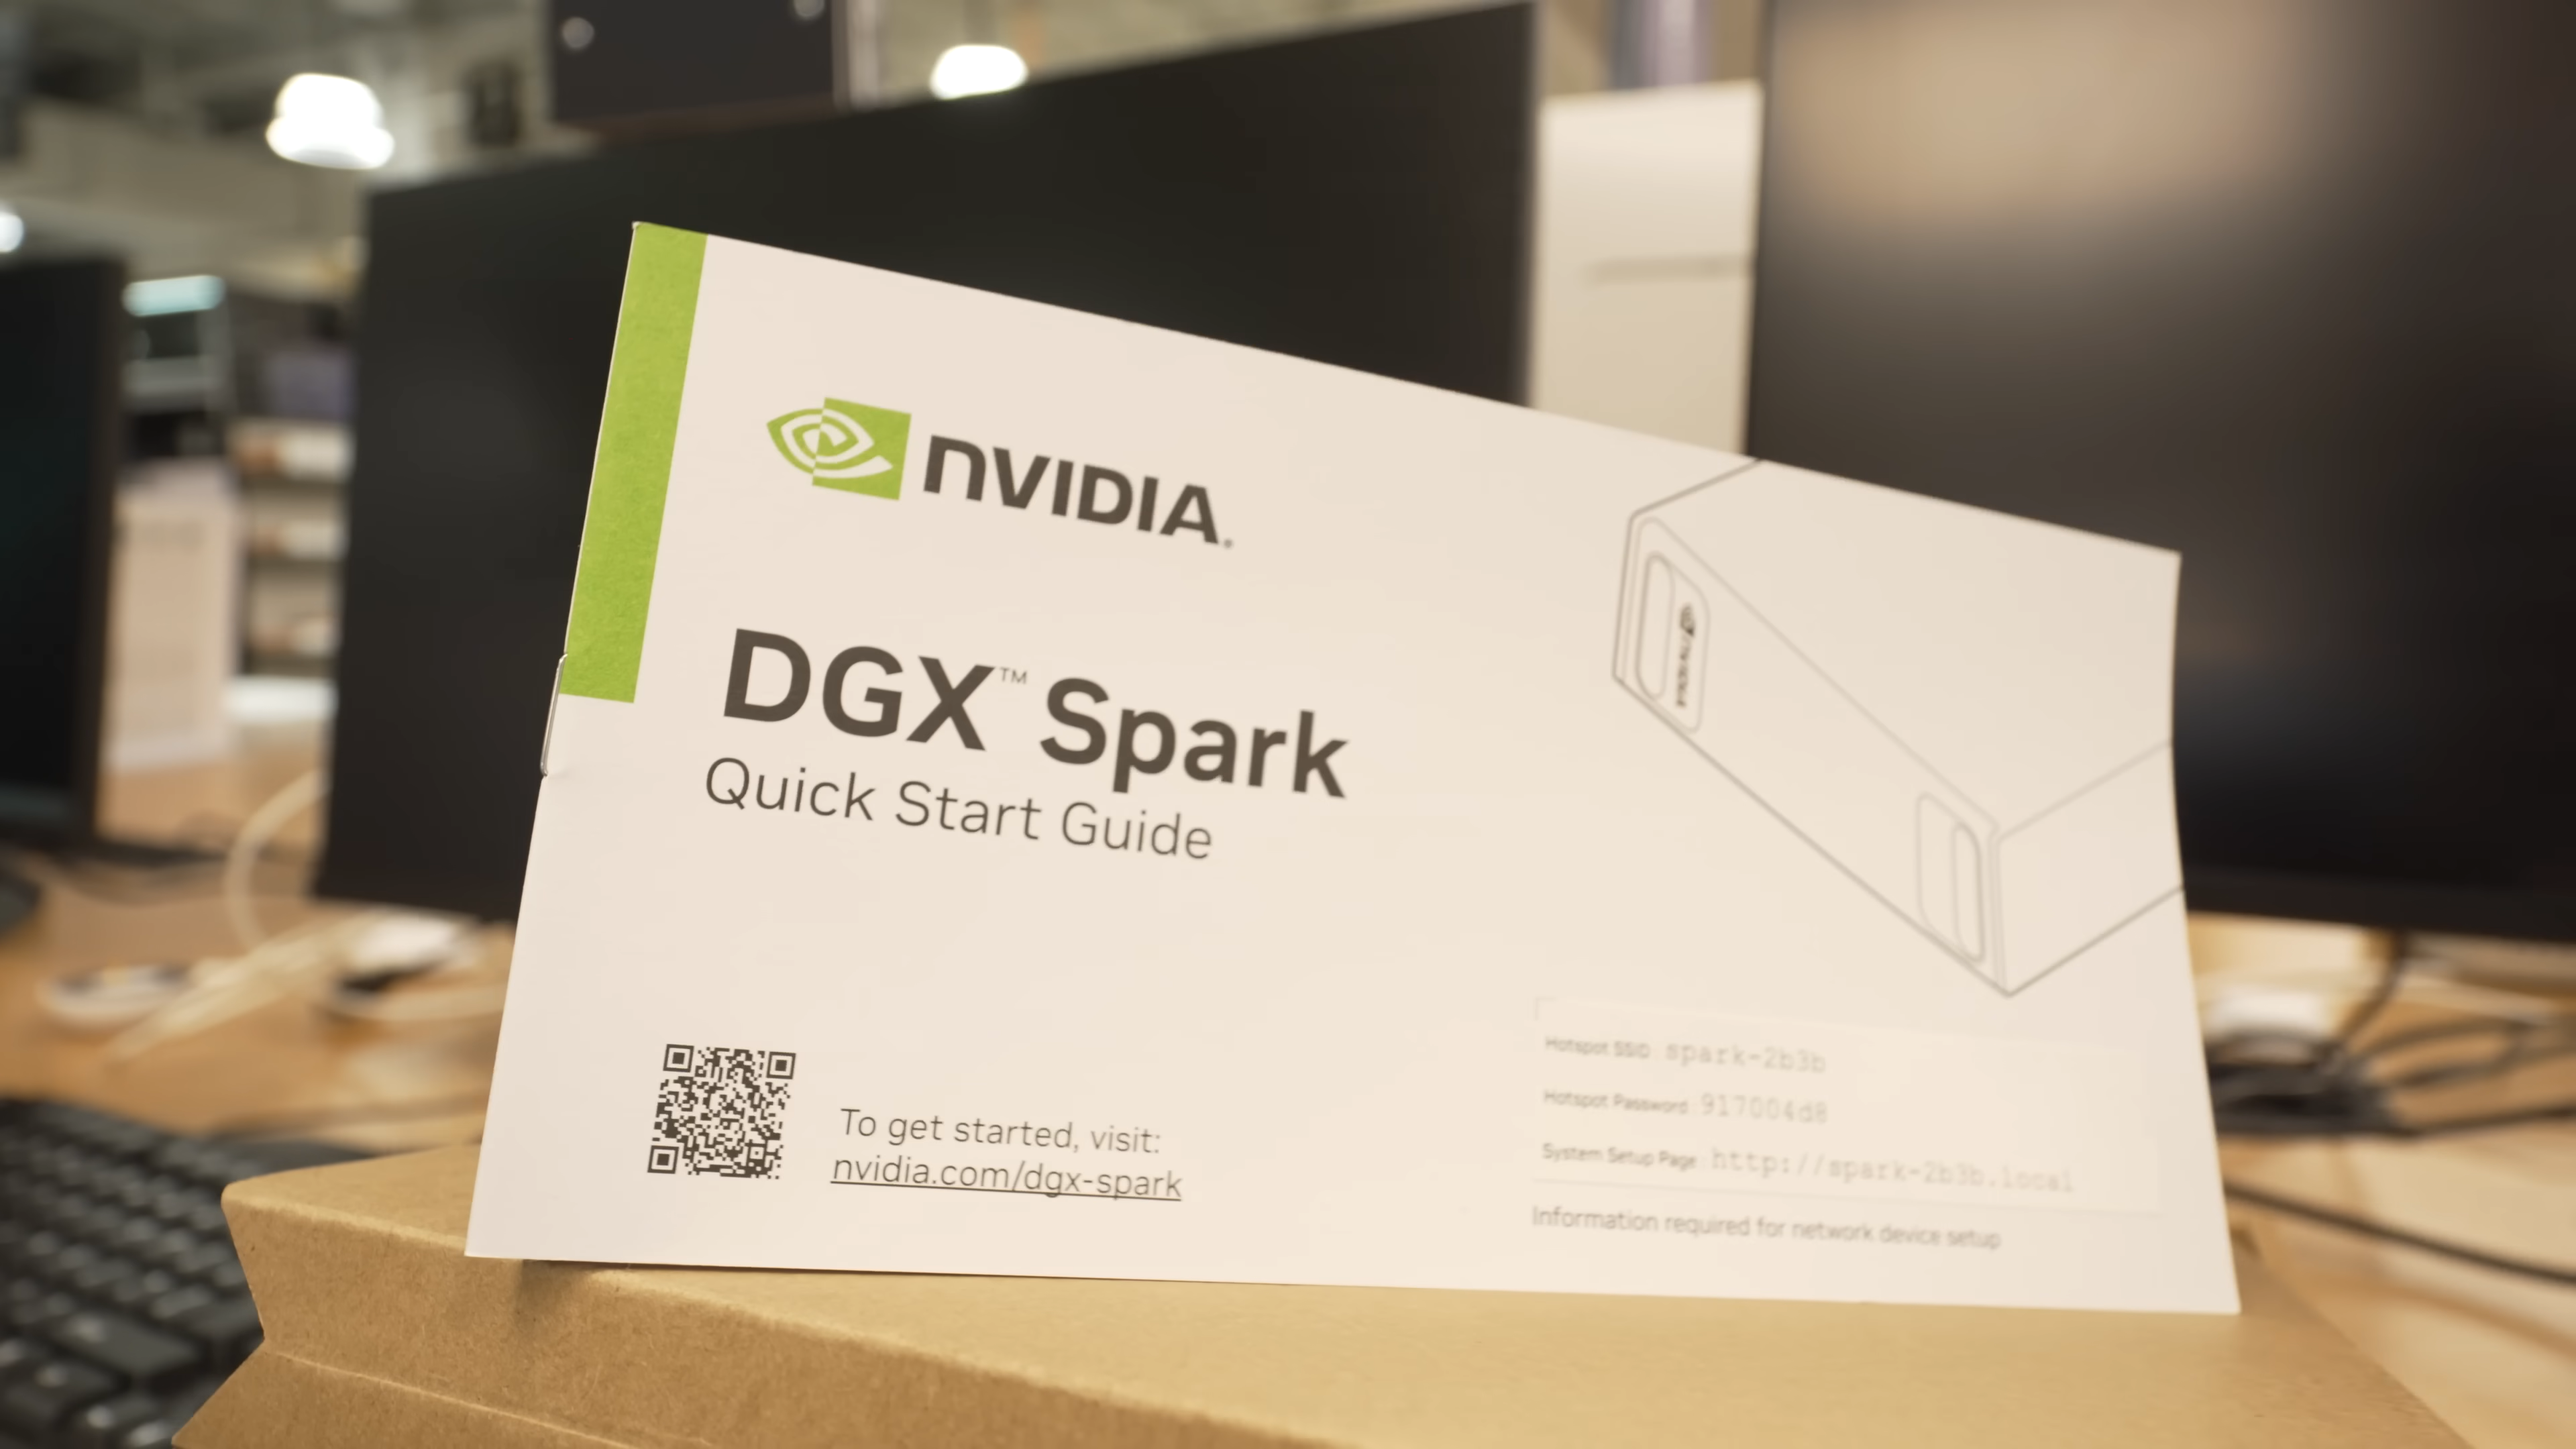 NVIDIA
DGX™ Spark
Quick Start Guide
To get started, visit:
nvidia.com/dgx-spark
Hotspot SSID spark-2b3b
Hotspot Password 917004d8
System Setup Page http://spark-2b3b.local
Information required for network device setup
NVIDIA